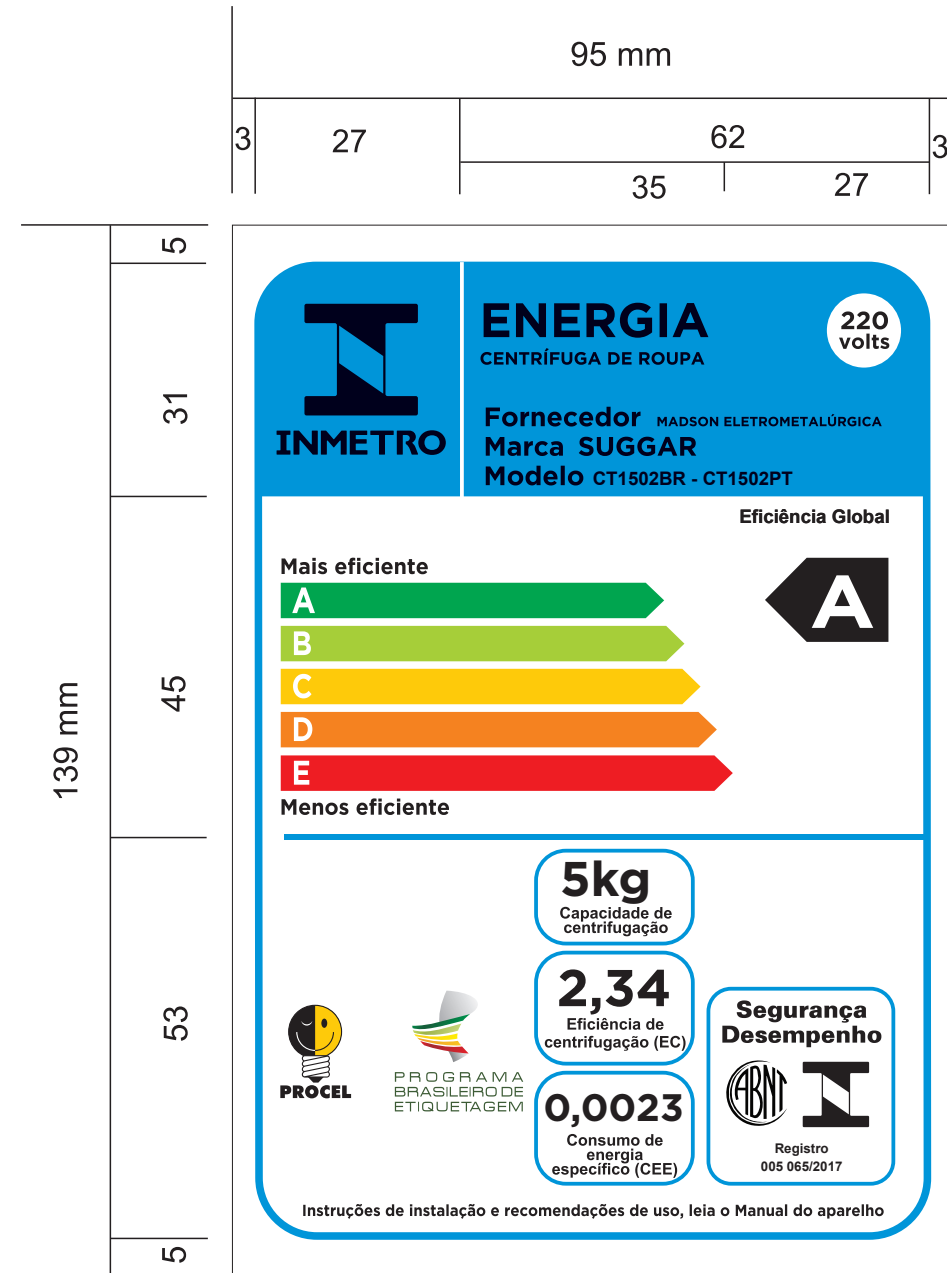 95 mm
3
27
62
3
35
27
5
31
45
139 mm
53
5
INMETRO
ENERGIA
CENTRÍFUGA DE ROUPA
220
volts
Fornecedor MADSON ELETROMETALÚRGICA
Marca SUGGAR
Modelo CT1502BR - CT1502PT
Eficiência Global
Mais eficiente
A
A
B
C
D
E
Menos eficiente
5kg
Capacidade de
centrifugação
2,34
Eficiência de
centrifugação (EC)
0,0023
Consumo de
energia
específico (CEE)
PROCEL
PROGRAMA
BRASILEIRO DE
ETIQUETAGEM
Segurança
Desempenho
ABNT
Registro
005 065/2017
Instruções de instalação e recomendações de uso, leia o Manual do aparelho